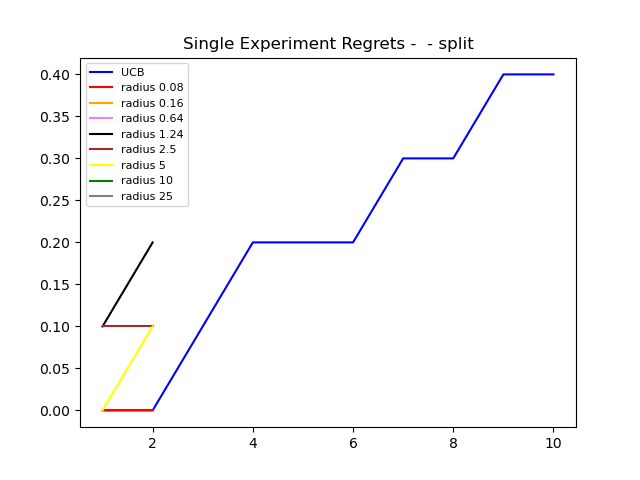 Single Experiment Regrets -  - split
UCB
radius 0.08
radius 0.16
radius 0.64
radius 1.24
radius 2.5
radius 5
radius 10
radius 25
0.40
0.35
0.30
0.25
0.20
0.15
0.10
0.05
0.00
2 4 6 8 10